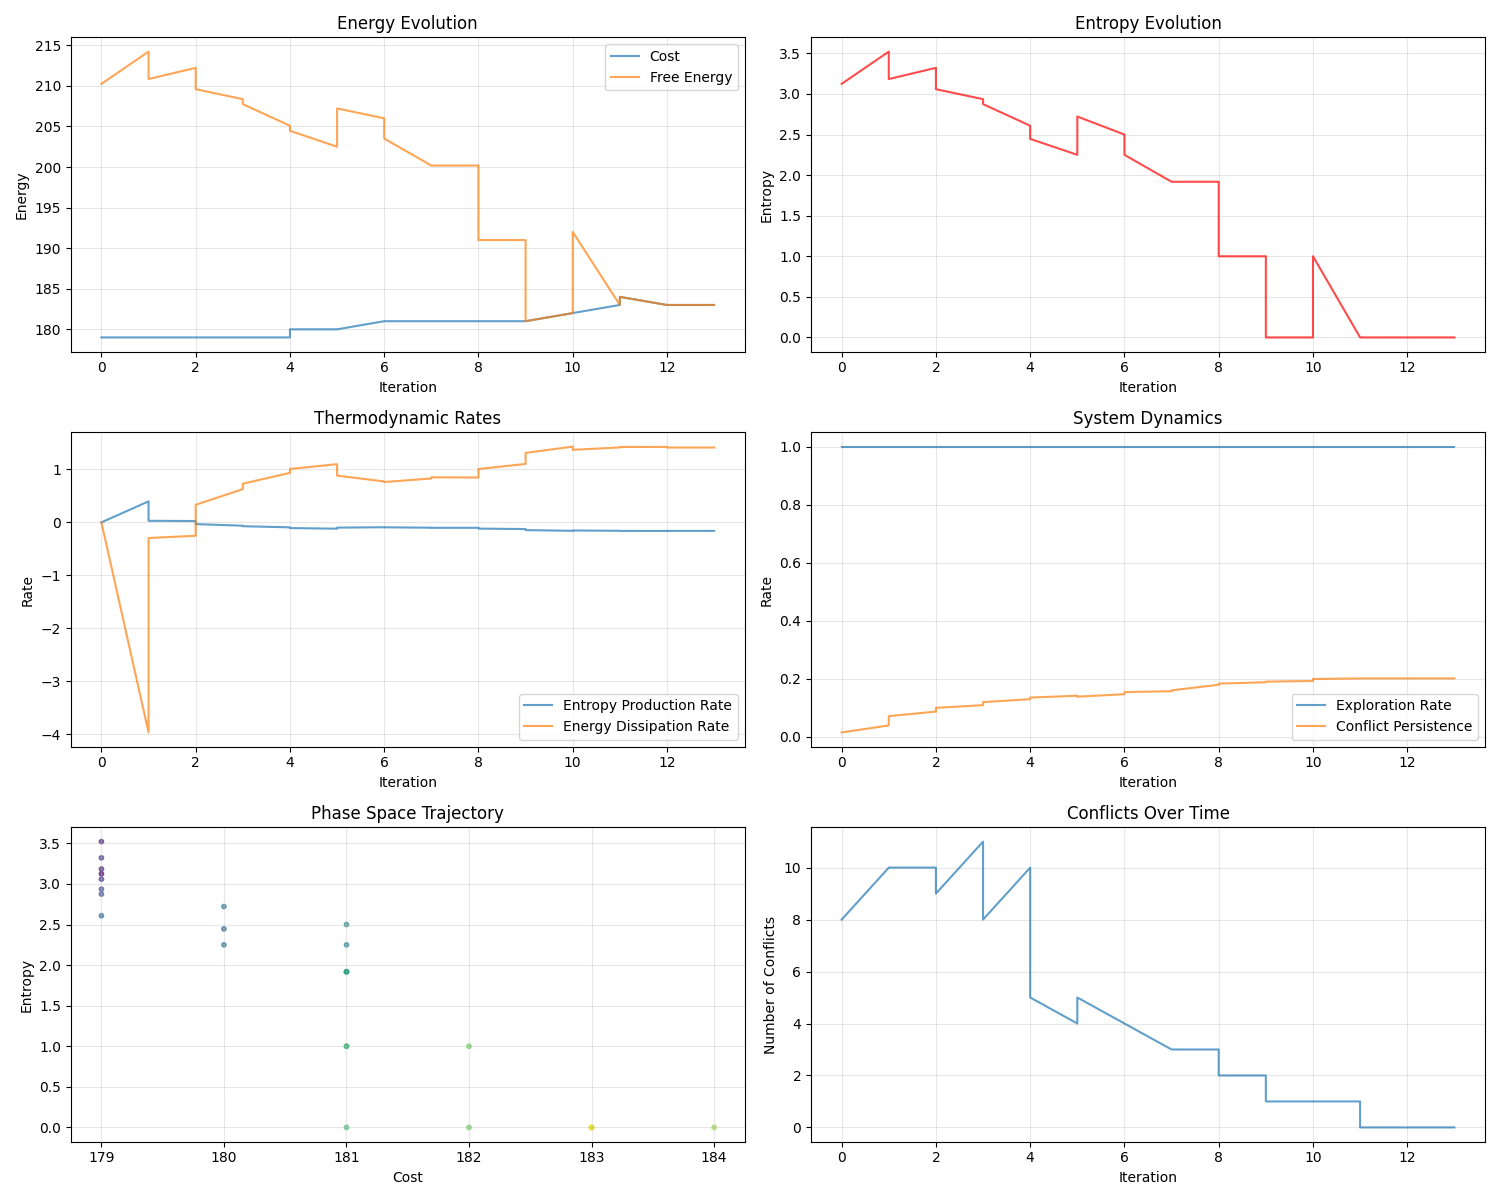 Energy Evolution
Energy
215
210
205
200
195
190
185
180
Cost
Free Energy
0 2 4 6 8 10 12
Iteration
Entropy Evolution
Entropy
3.5
3.0
2.5
2.0
1.5
1.0
0.5
0.0
0 2 4 6 8 10 12
Iteration
Thermodynamic Rates
Rate
1
0
−1
−2
−3
−4
Entropy Production Rate
Energy Dissipation Rate
0 2 4 6 8 10 12
Iteration
System Dynamics
Rate
1.0
0.8
0.6
0.4
0.2
0.0
Exploration Rate
Conflict Persistence
0 2 4 6 8 10 12
Iteration
Phase Space Trajectory
Entropy
3.5
3.0
2.5
2.0
1.5
1.0
0.5
0.0
179 180 181 182 183 184
Cost
Conflicts Over Time
Number of Conflicts
10
8
6
4
2
0
0 2 4 6 8 10 12
Iteration